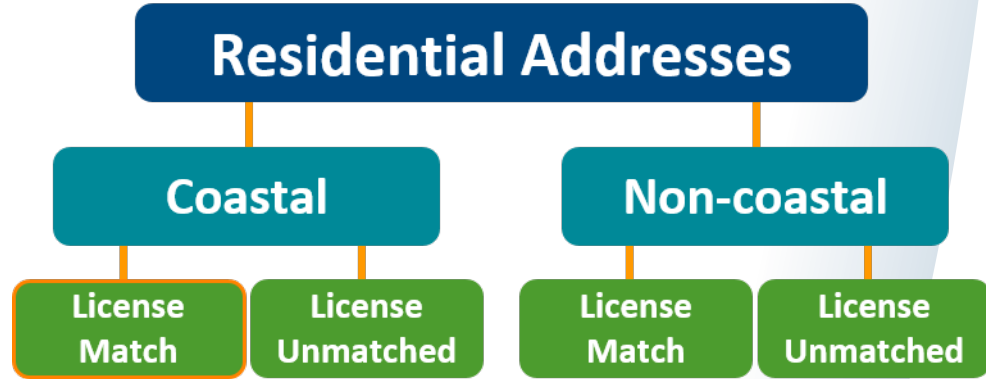 Residential Addresses
Coastal
Non-coastal
License
Match
License
Unmatched
License
Match
License
Unmatched